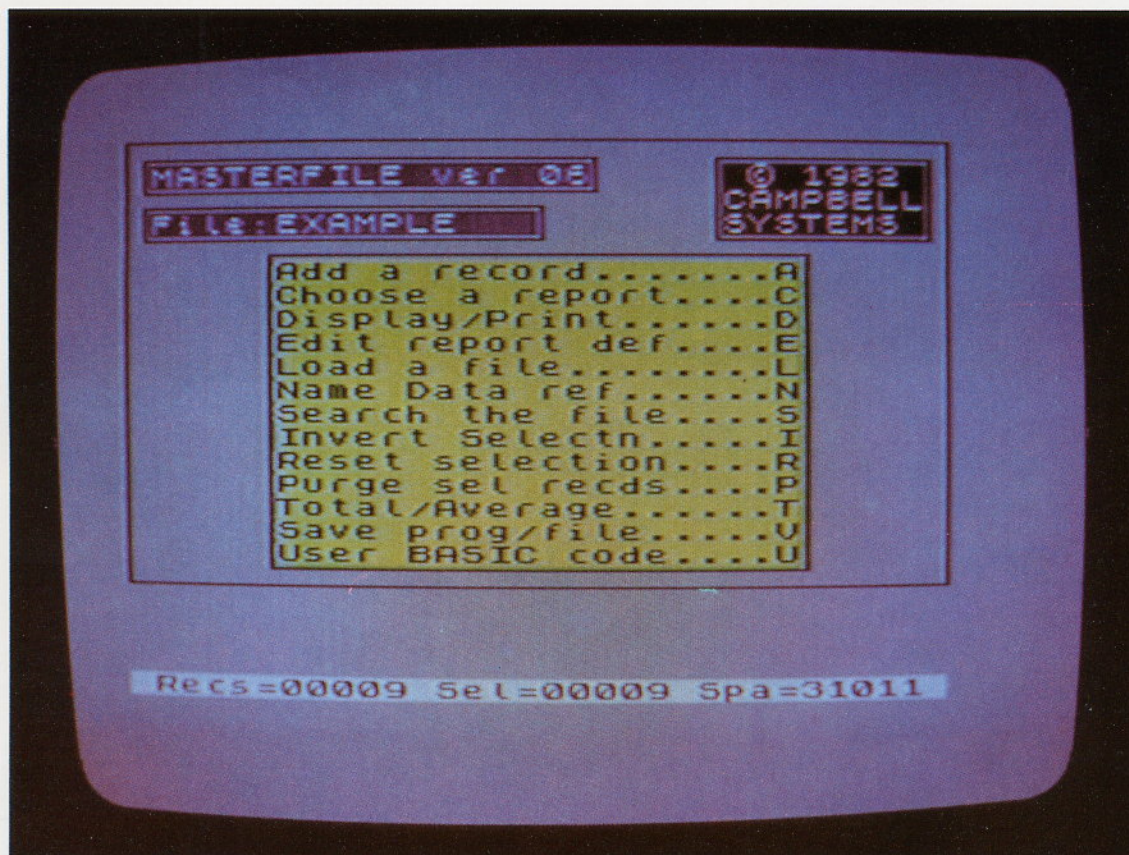 MASTERFILE ver 06
© 1982
CAMPBELL
SYSTEMS
File:EXAMPLE
Add a record.......A
Choose a report....C
Display/Print......D
Edit report def....E
Load a file........L
Name Data ref......N
Search the file....S
Invert Selectn.....I
Reset selection....R
Purge sel recds....P
Total/Average......T
Save prog/file.....V
User BASIC code....U
Recs=00009 Sel=00009 Spa=31011